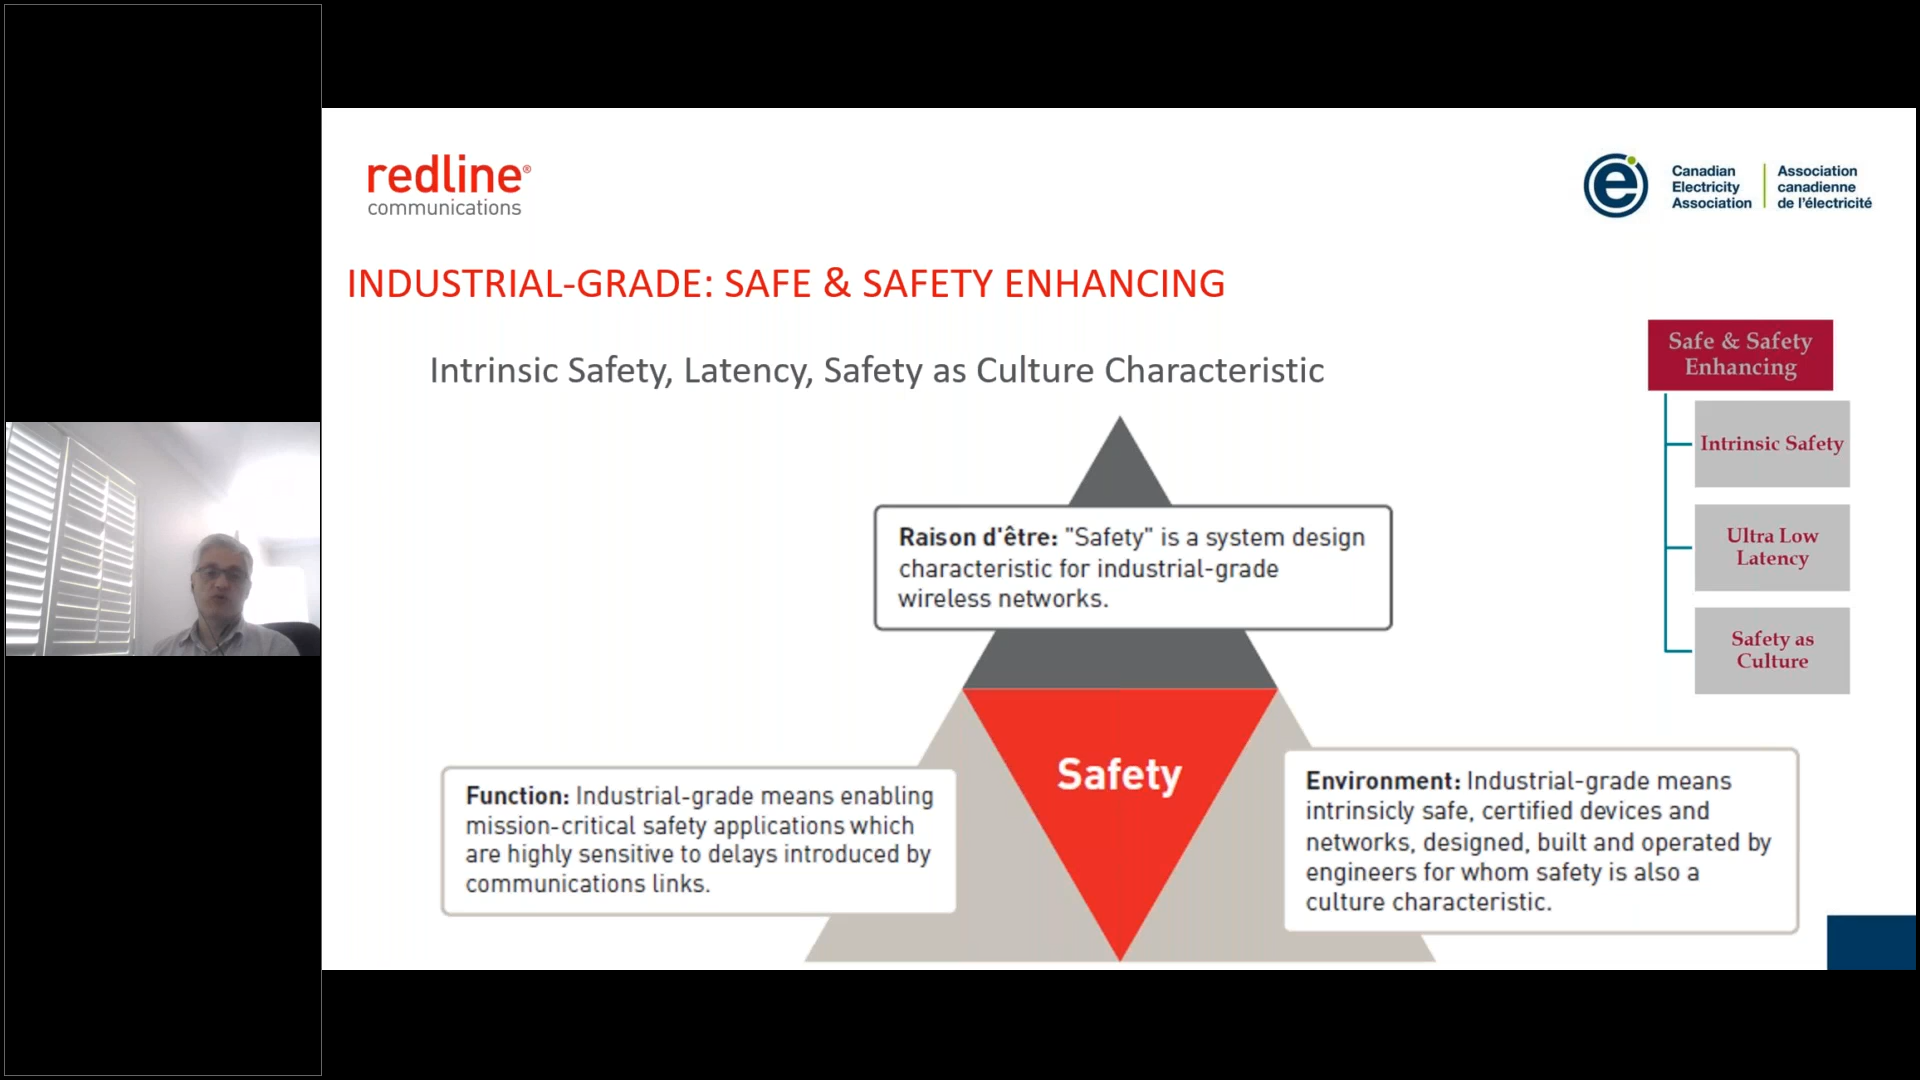 redline®
communications
Canadian
Electricity
Association
Association
canadienne
de l'électricité
INDUSTRIAL-GRADE: SAFE & SAFETY ENHANCING
Intrinsic Safety, Latency, Safety as Culture Characteristic
Safe & Safety
Enhancing
Intrinsic Safety
Ultra Low
Latency
Safety as
Culture
Raison d'être: "Safety" is a system design
characteristic for industrial-grade
wireless networks.
Safety
Function: Industrial-grade means enabling
mission-critical safety applications which
are highly sensitive to delays introduced by
communications links.
Environment: Industrial-grade means
intrinsicly safe, certified devices and
networks, designed, built and operated by
engineers for whom safety is also a
culture characteristic.